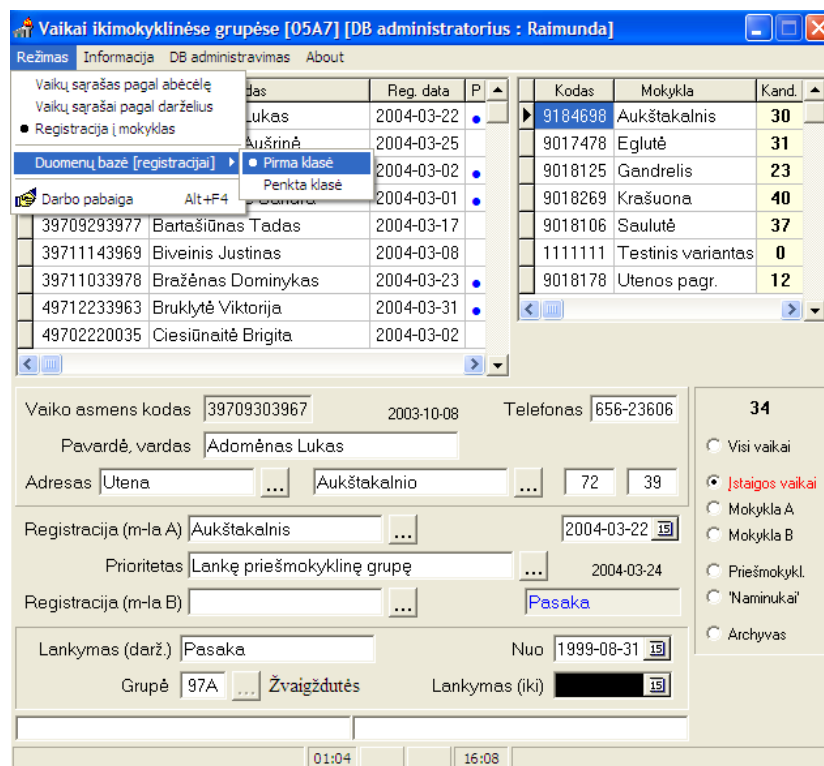 Vaikai ikimokyklinėse grupėse [05A7] [DB administratorius : Raimunda]
Režimas Informacija DB administravimas About
Vaikų sąrašas pagal abėcėlę
Vaikų sąrašai pagal darželius
Registracija į mokyklas
Duomenų bazė [registracijai]
Pirma klasė
Penkta klasė
Darbo pabaiga Alt+F4
Reg. data P
Lukas 2004-03-22
Aušrinė 2004-03-25
2004-03-02
2004-03-01
39709293977 Bartašiūnas Tadas 2004-03-17
39711143969 Biveinis Justinas 2004-03-08
39711033978 Bražėnas Dominykas 2004-03-23
49712233963 Bruklytė Viktorija 2004-03-31
49702220035 Ciesiūnaitė Brigita 2004-03-02
Kodas Mokykla Kand.
9184698 Aukštakalnis 30
9017478 Eglutė 31
9018125 Gandrelis 23
9018269 Krašuona 40
9018106 Saulutė 37
1111111 Testinis variantas 0
9018178 Utenos pagr. 12
Vaiko asmens kodas 39709303967 2003-10-08 Telefonas 656-23606
Pavardė, vardas Adomėnas Lukas
Adresas Utena ... Aukštakalnio ... 72 39
Registracija (m-la A) Aukštakalnis ... 2004-03-22 15
Prioritetas Lankę priešmokyklinę grupę ... 2004-03-24
Registracija (m-la B) ... Pasaka
Lankymas (darž.) Pasaka Nuo 1999-08-31 15
Grupė 97A ... Žvaigždutės Lankymas (iki) 15
34
Visi vaikai
Įstaigos vaikai
Mokykla A
Mokykla B
Priešmokykl.
'Naminukai'
Archyvas
01:04 16:08